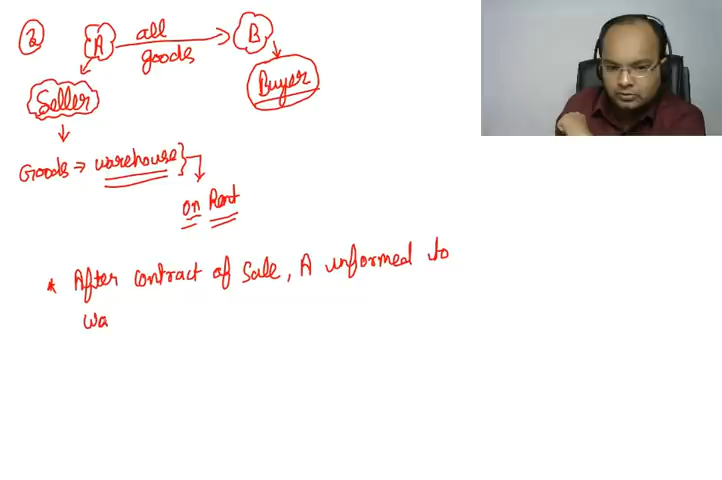 2
A all goods B
Seller
Buyer
Goods ⇒ warehouse
on Rent
* After contract of sale, A informed to
wa